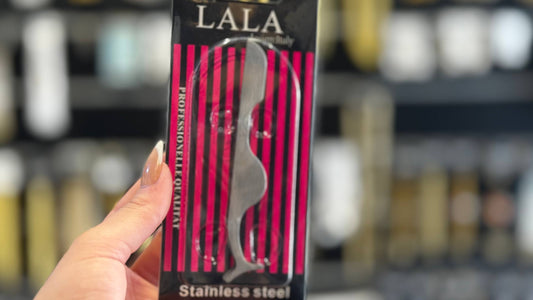 LALA
Italy
PROFESSIONELLE QUALITAT
Stainless steel